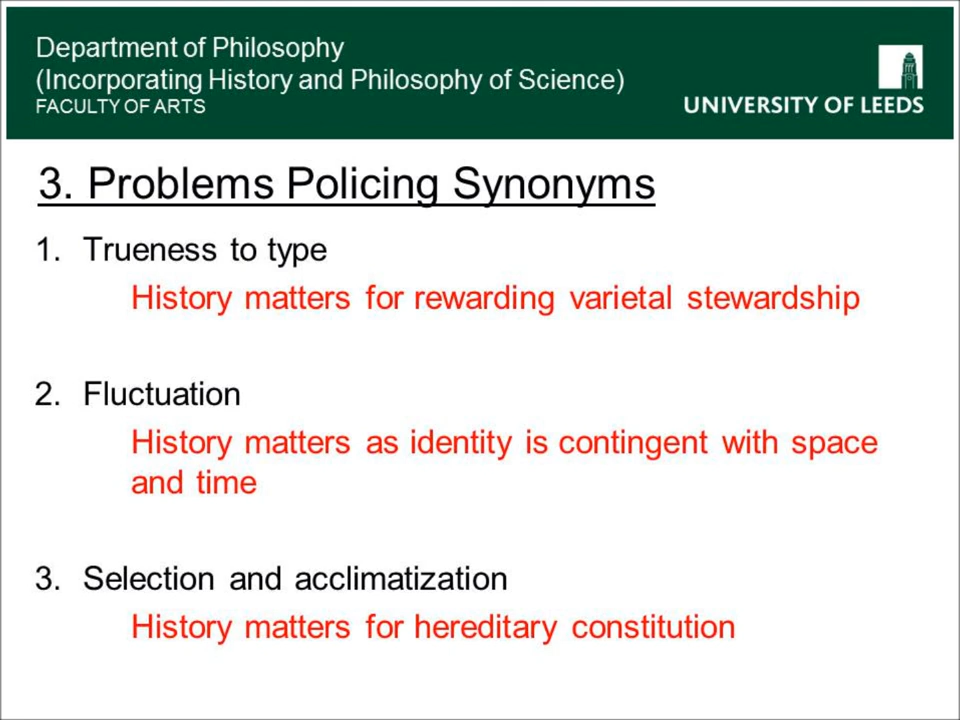 Department of Philosophy
(Incorporating History and Philosophy of Science)
FACULTY OF ARTS
UNIVERSITY OF LEEDS
3. Problems Policing Synonyms
1. Trueness to type
History matters for rewarding varietal stewardship
2. Fluctuation
History matters as identity is contingent with space
and time
3. Selection and acclimatization
History matters for hereditary constitution